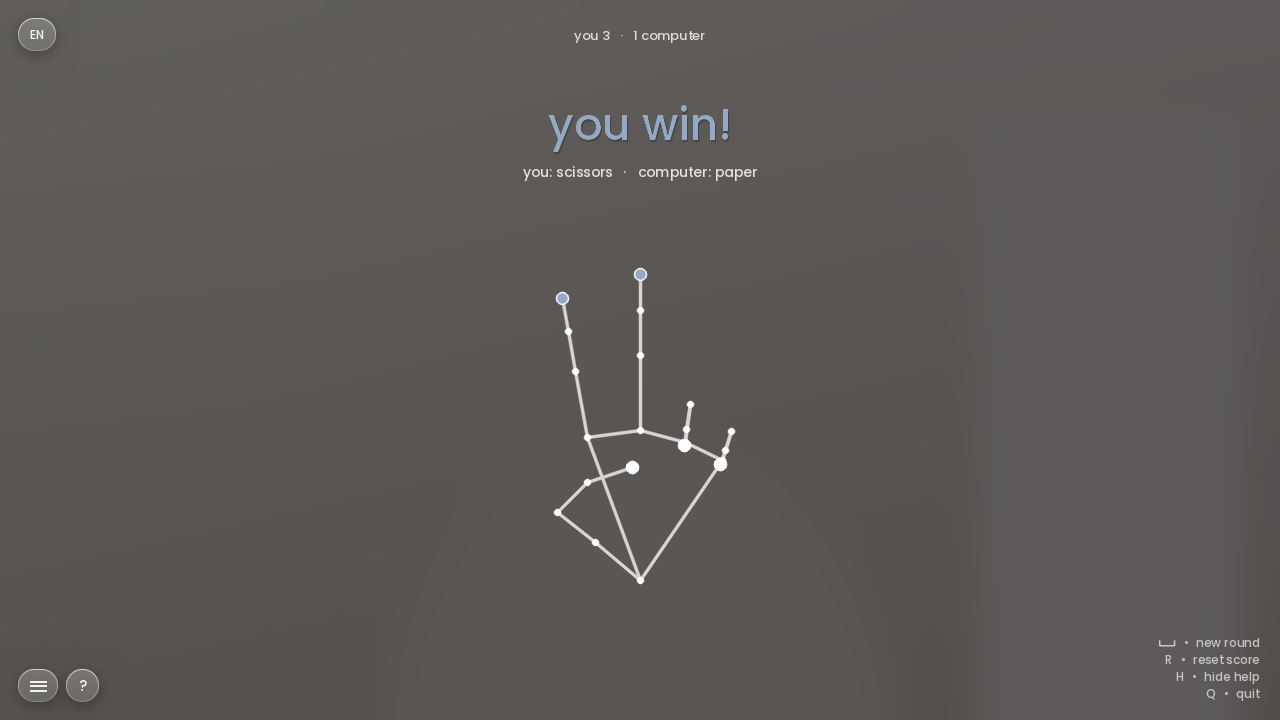 EN
you 3 · 1 computer
you win!
you: scissors · computer: paper
• new round
R • reset score
H • hide help
Q • quit
?